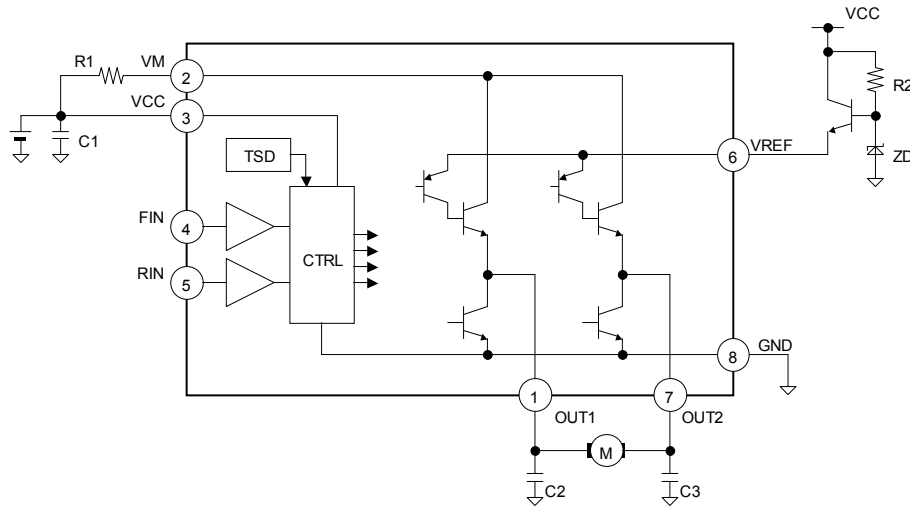 VCC
R1
VM
2
R2
VCC
3
C1
TSD
6
VREF
ZD
FIN
4
CTRL
RIN
5
8
GND
1
OUT1
7
OUT2
M
C2
C3